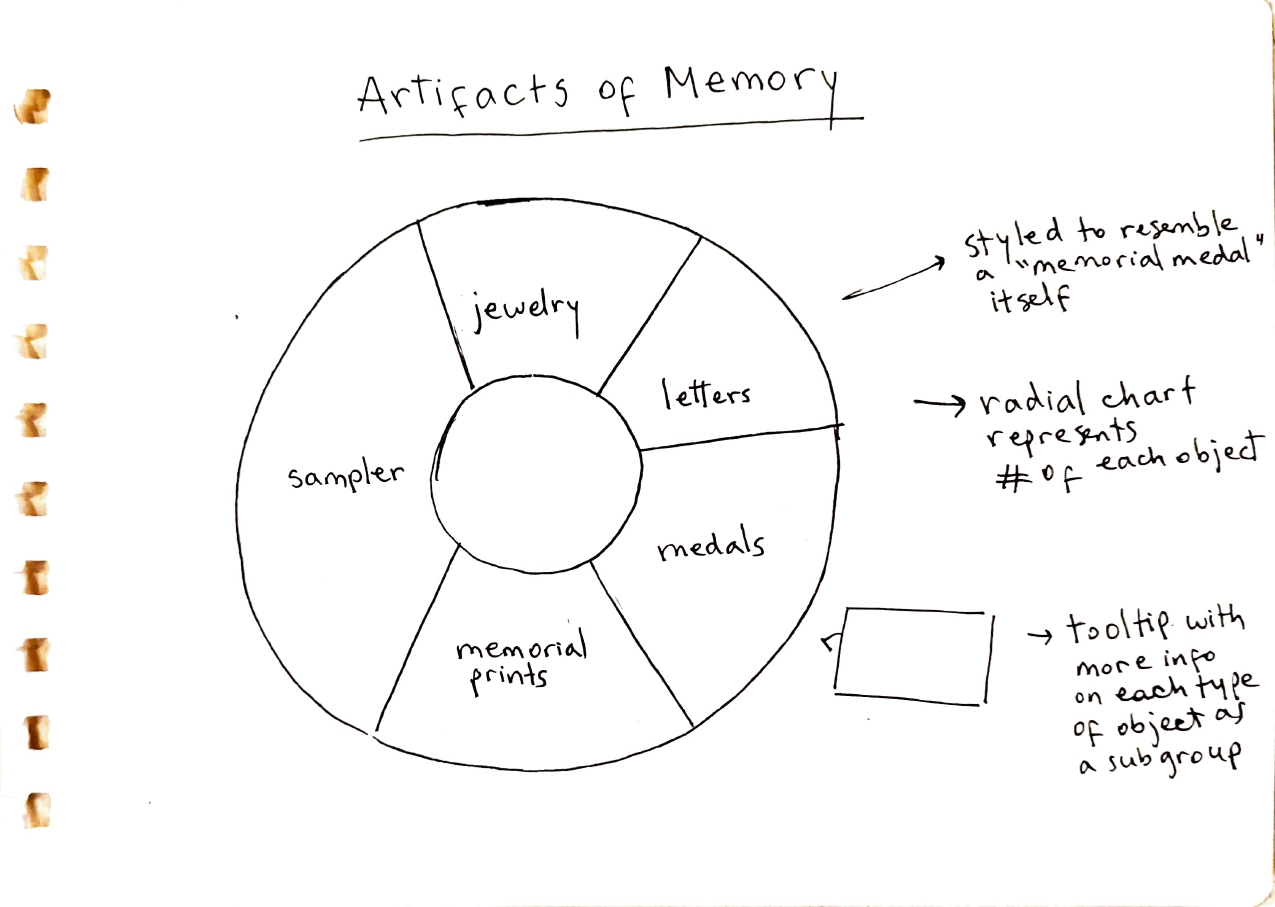 Artifacts of Memory
jewelry
letters
sampler
medals
memorial
prints
→ styled to resemble
a "memorial medal"
itself
→ radial chart
represents
# of each object
→ tooltip with
more info
on each type
of object as
a subgroup